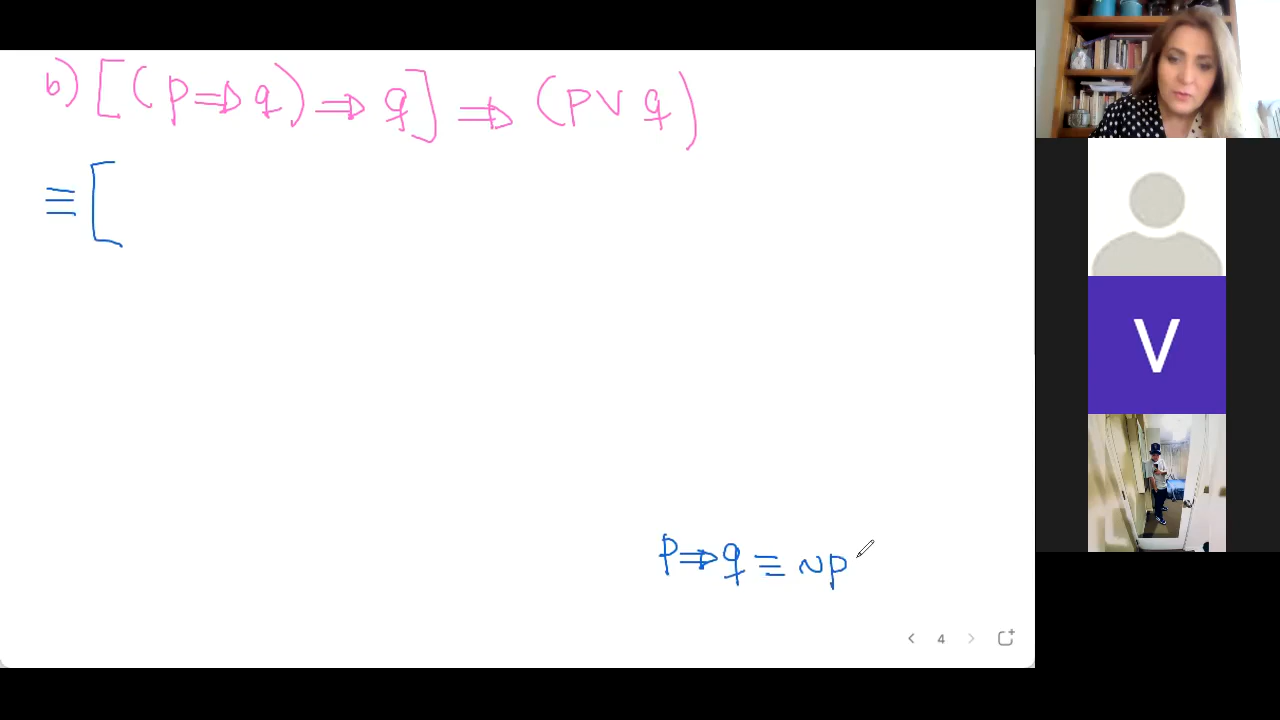 b) [(p ⇒ q) ⇒ q] ⇒ (p ∨ q)
≡ [
p ⇒ q ≡ ~p
4
V